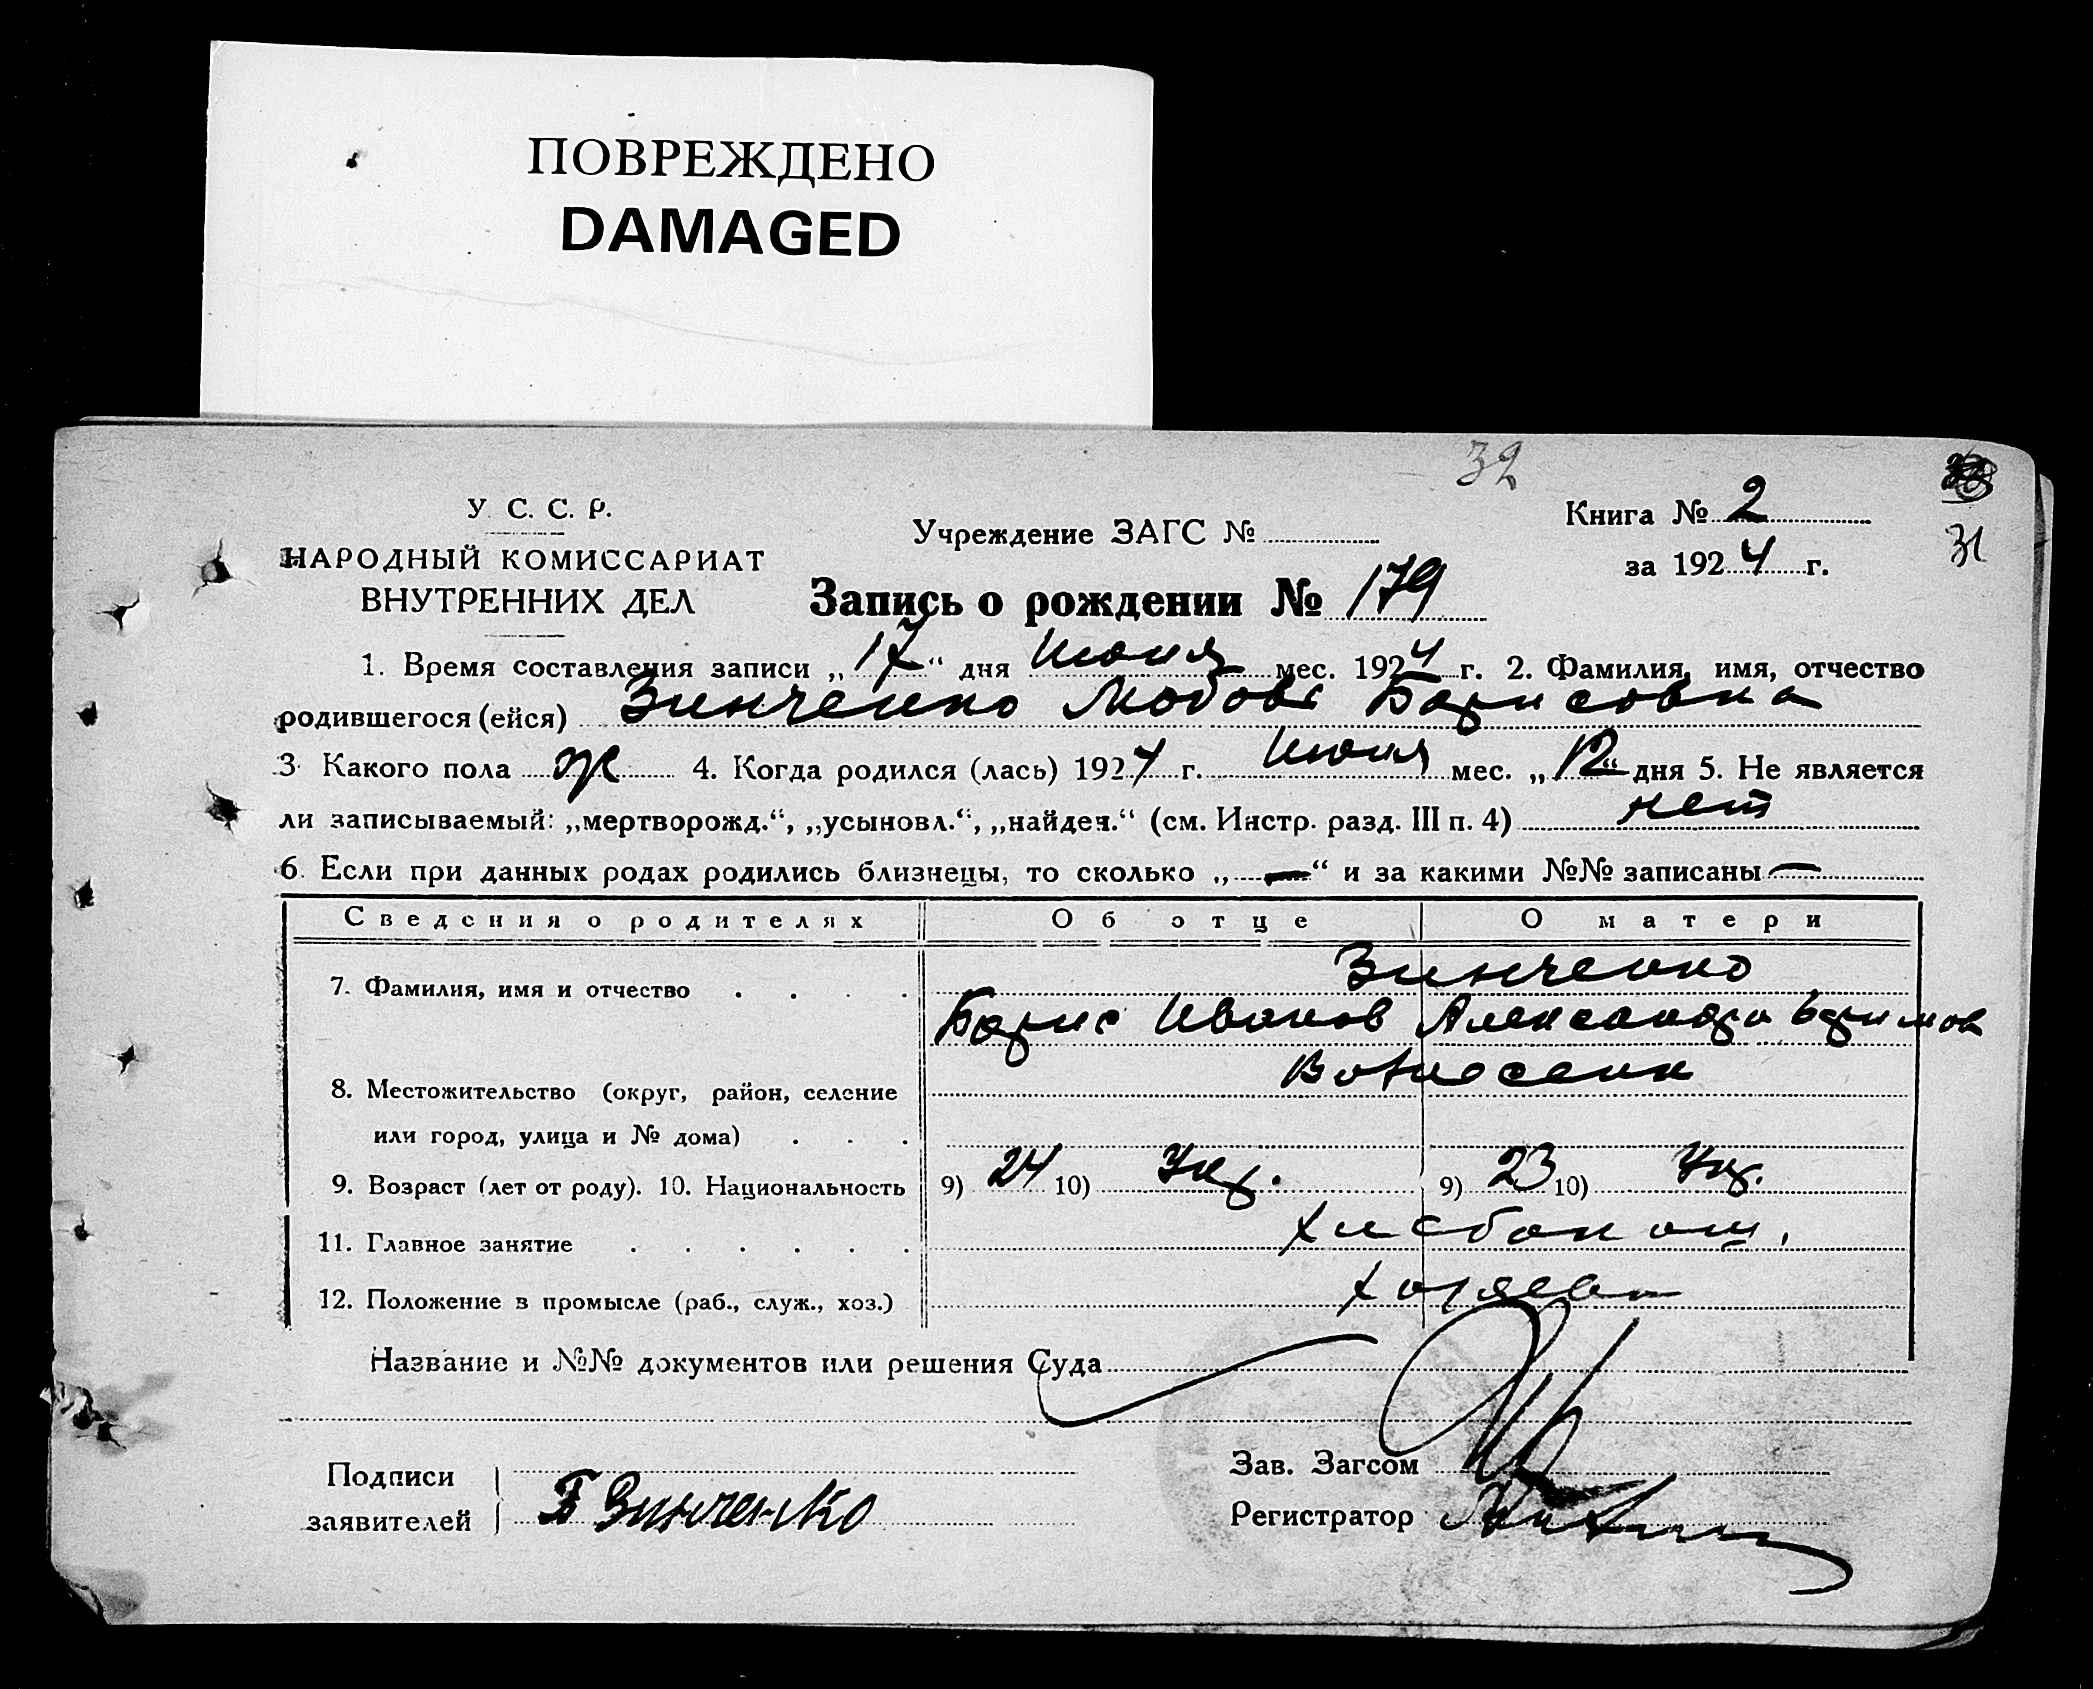 ПОВРЕЖДЕНО
DAMAGED
32
У. С. С. Р.
НАРОДНЫЙ КОМИССАРИАТ
ВНУТРЕННИХ ДЕЛ
Учреждение ЗАГС №
Книга № 2
за 1924 г.
31
Запись о рождении № 179
1. Время составления записи „17“ дня июня мес. 1924 г. 2. Фамилия, имя, отчество
родившегося (ейся) Зинченко Любовь Борисовна
3. Какого пола ж 4. Когда родился (лась) 1924 г. июня мес. „12“ дня 5. Не является
ли записываемый: „мертворожд.“, „усыновл.“, „найден.“ (см. Инстр. разд. III п. 4) нет
6. Если при данных родах родились близнецы, то сколько „—“ и за какими №№ записаны —
Сведения о родителях Об отце О матери
7. Фамилия, имя и отчество . . . . Зинченко
Борис Иванов Александра
8. Местожительство (округ, район, селение
или город, улица и № дома) . . .
9. Возраст (лет от роду). 10. Национальность 9) 24 10) Укр. 9) 23 10) Укр.
11. Главное занятие . . . . . . хлебопаш.
12. Положение в промысле (раб., служ., хоз.) хозяева
Название и №№ документов или решения Суда
Подписи
заявителей Б Зинченко
Зав. Загсом
Регистратор